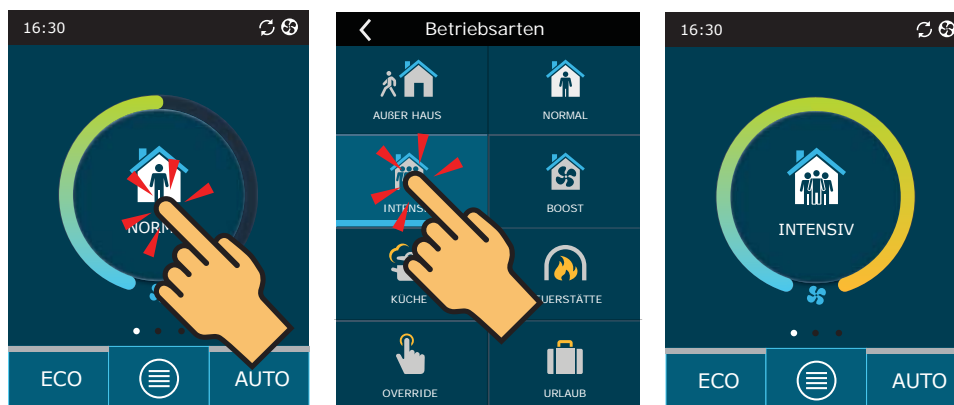 16:30
NORM
ECO
AUTO
Betriebsarten
AUßER HAUS
NORMAL
INTENSI
BOOST
KÜCHE
UERSTÄTTE
OVERRIDE
URLAUB
16:30
INTENSIV
ECO
AUTO